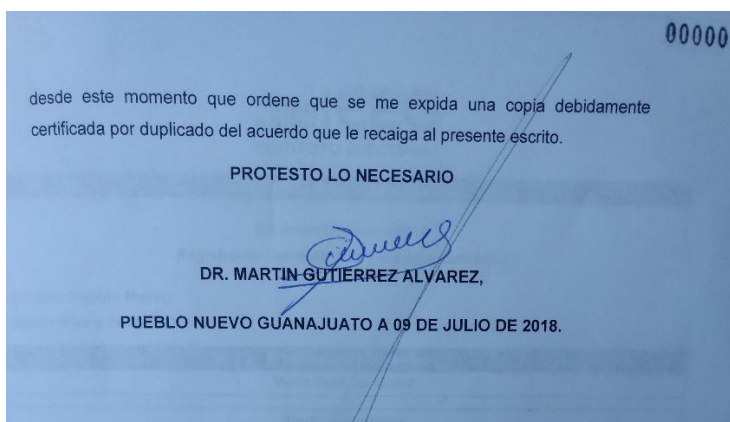 00000
desde este momento que ordene que se me expida una copia debidamente
certificada por duplicado del acuerdo que le recaiga al presente escrito.
PROTESTO LO NECESARIO
DR. MARTIN GUTIERREZ ALVAREZ,
PUEBLO NUEVO GUANAJUATO A 09 DE JULIO DE 2018.